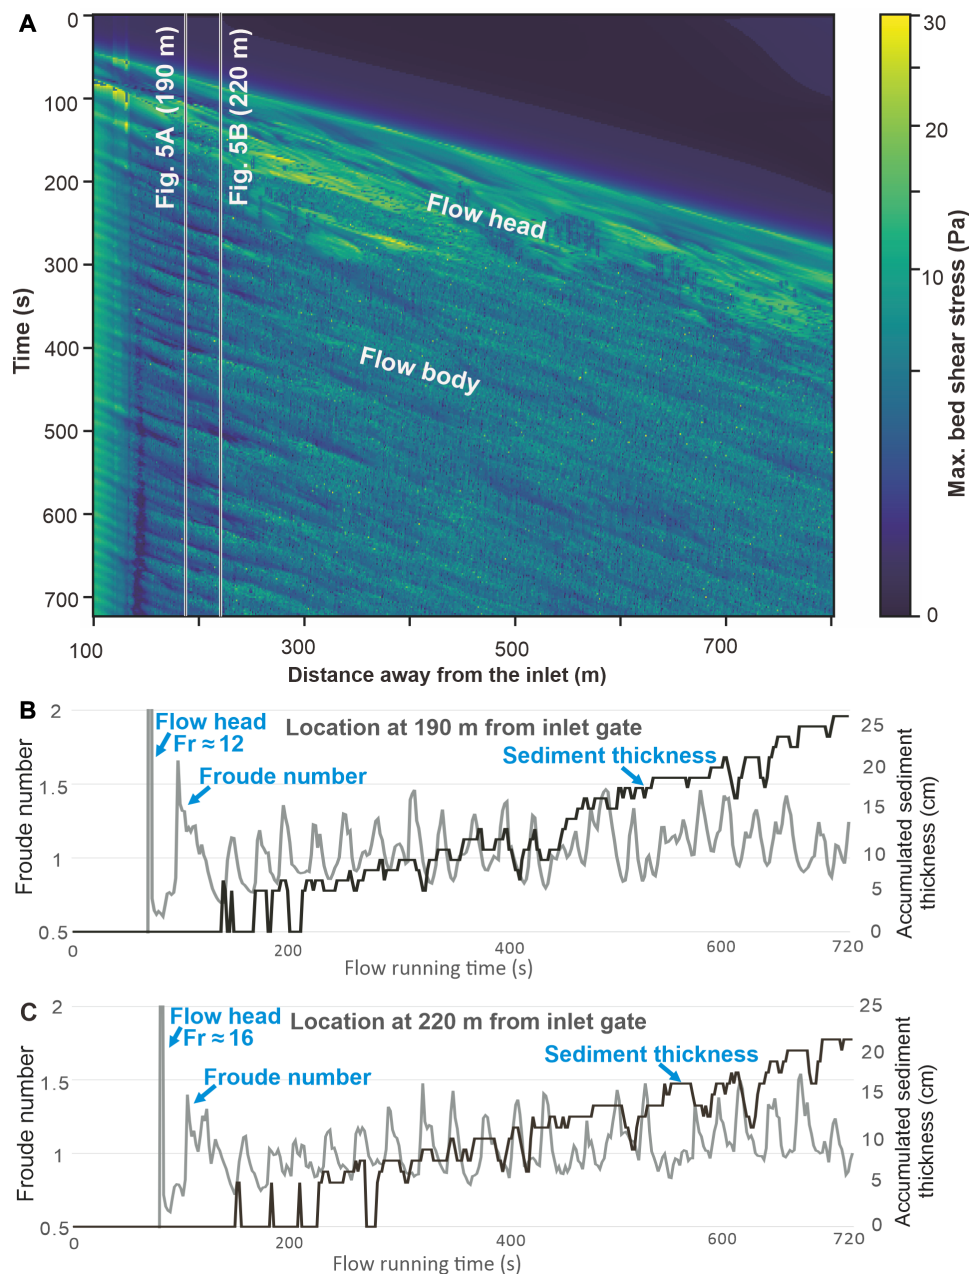 A
0
100
200
300
400
500
600
700
Time (s)
Fig. 5A (190 m)
Fig. 5B (220 m)
Flow head
Flow body
100
300
500
700
Distance away from the inlet (m)
30
20
10
0
Max. bed shear stress (Pa)
B
2
1.5
1
0.5
Froude number
Flow head
Fr ≈ 12
Location at 190 m from inlet gate
Froude number
Sediment thickness
25
20
15
10
5
0
Accumulated sediment
thickness (cm)
0
200
400
600
720
Flow running time (s)
C
2
1.5
1
0.5
Froude number
Flow head
Fr ≈ 16
Location at 220 m from inlet gate
Froude number
Sediment thickness
25
20
15
10
5
0
Accumulated sediment
thickness (cm)
0
200
400
600
720
Flow running time (s)